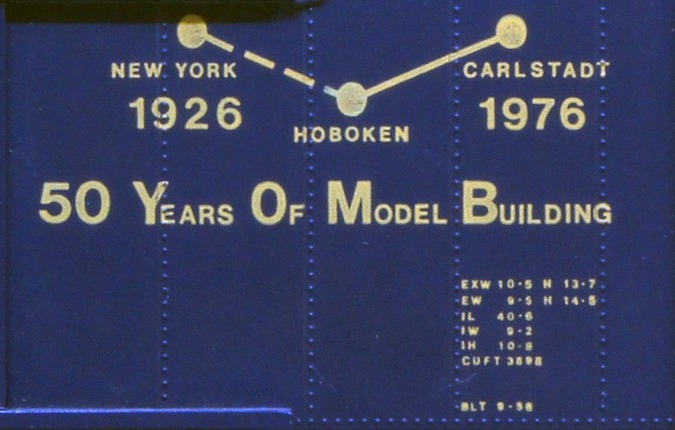 NEW YORK CARLSTADT
1926 1976
HOBOKEN
50 YEARS OF MODEL BUILDING
EXW 10-5 H 13-7
EW 9-5 H 14-5
IL 40-6
IW 9-2
IH 10-8
CUFT 3898
BLT 9-56